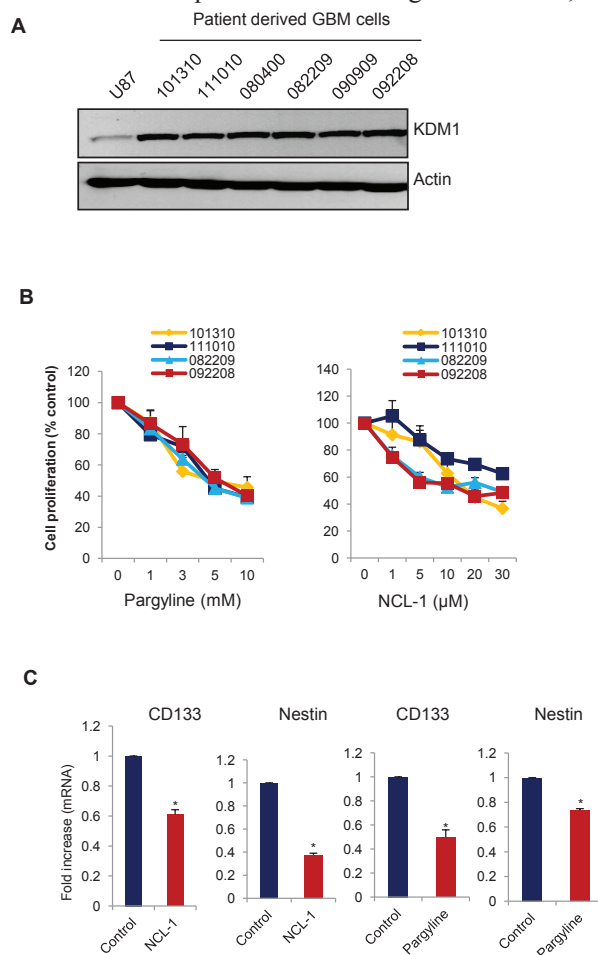 A
Patient derived GBM cells
U87
101310
111010
080400
082209
090909
092208
KDM1
Actin
B
101310
111010
082209
092208
Cell proliferation (% control)
120
100
80
60
40
20
0
0 1 3 5 10
Pargyline (mM)
101310
111010
082209
092208
140
120
100
80
60
40
20
0
0 1 5 10 20 30
NCL-1 (µM)
C
Fold increase (mRNA)
CD133
1.2
1
0.8
0.6
0.4
0.2
0
*
Control
NCL-1
Nestin
1.2
1
0.8
0.6
0.4
0.2
0
*
Control
NCL-1
CD133
1.2
1
0.8
0.6
0.4
0.2
0
*
Control
Pargyline
Nestin
1.2
1
0.8
0.6
0.4
0.2
0
*
Control
Pargyline